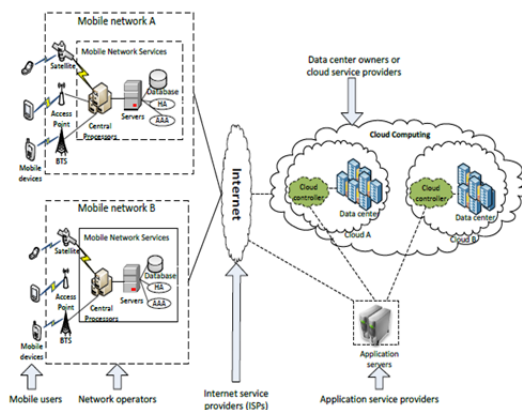 Mobile network A
Mobile Network Services
Satellite
Database
HA
AAA
Access
Point
Servers
Central
Processors
BTS
Mobile
devices
Mobile network B
Mobile Network Services
Satellite
Database
HA
AAA
Access
Point
Servers
Central
Processors
BTS
Mobile
devices
Mobile users
Network operators
Internet
Internet service
providers (ISPs)
Data center owners or
cloud service providers
Cloud Computing
Cloud
controller
Data center
Cloud A
Cloud
controller
Data center
Cloud B
Application
servers
Application service providers